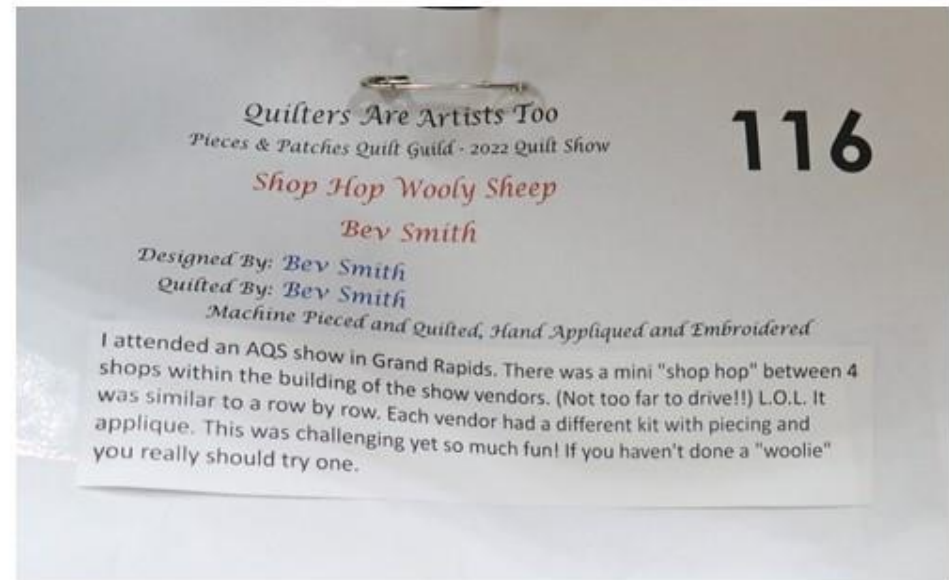 Quilters Are Artists Too
Pieces & Patches Quilt Guild - 2022 Quilt Show
116
Shop Hop Wooly Sheep
Bev Smith
Designed By: Bev Smith
Quilted By: Bev Smith
Machine Pieced and Quilted, Hand Appliqued and Embroidered
I attended an AQS show in Grand Rapids. There was a mini "shop hop" between 4
shops within the building of the show vendors. (Not too far to drive!!) L.O.L. It
was similar to a row by row. Each vendor had a different kit with piecing and
applique. This was challenging yet so much fun! If you haven't done a "woolie"
you really should try one.